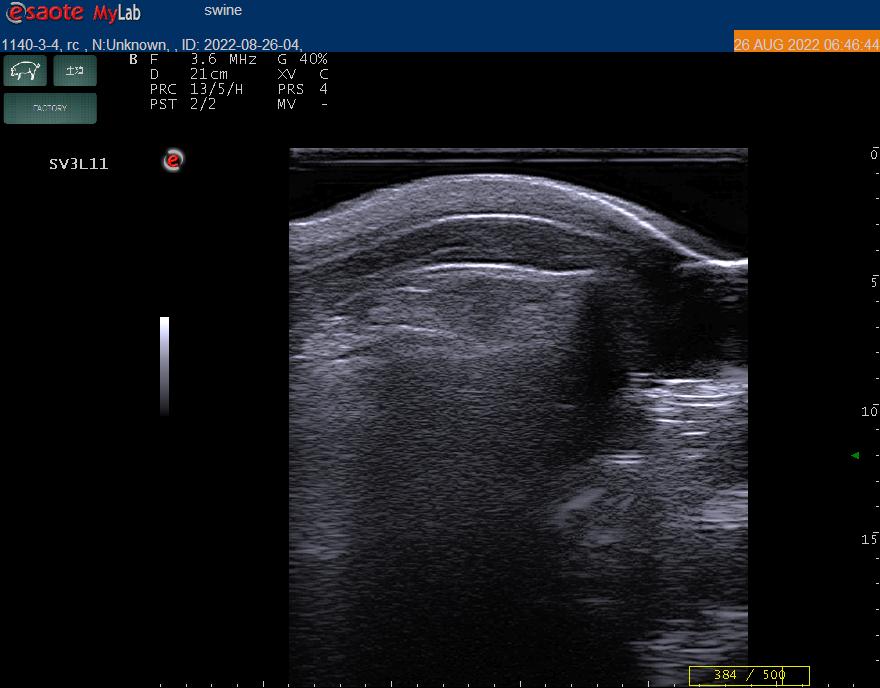 esaote MyLab
swine
1140-3-4, rc , N:Unknown, , ID: 2022-08-26-04,
26 AUG 2022 06:46:44
B F 3.6 MHz G 40%
D 21cm XV C
PRC 13/5/H PRS 4
PST 2/2 MV -
FACTORY
SV3L11
e
0
5
10
15
384 / 500